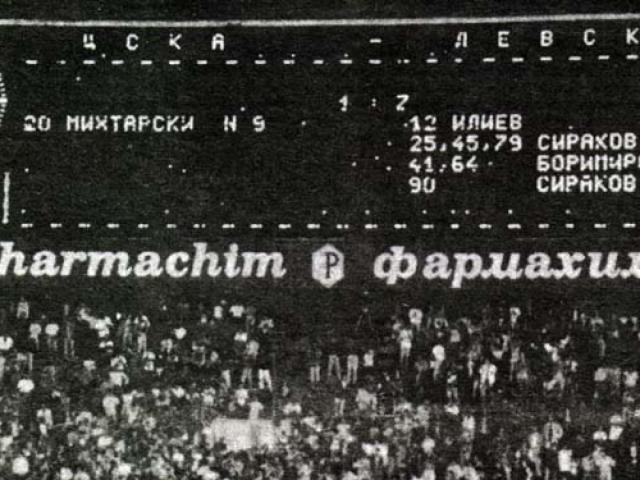 ЦСКА - ЛЕВСК
1 : 7
20 МИХТАРСКИ N 9 12 ИЛИЕВ
25,45,79 СИРАКОВ
41,64 БОРИМИР
90 СИРАКОВ
harmachim P фармахим